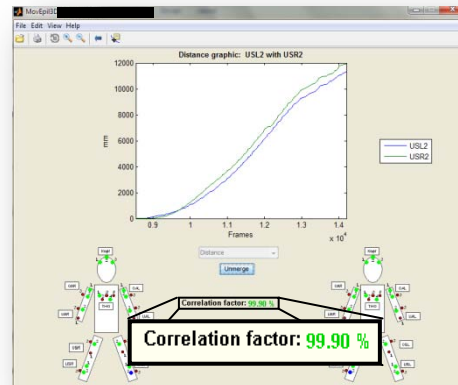 MovEpil3D
File Edit View Help
Distance graphic: USL2 with USR2
12000
10000
8000
6000
4000
2000
0
mm
0.9 1 1.1 1.2 1.3 1.4
x 10⁴
Frames
USL2
USR2
Distance
Unmerge
Correlation factor: 99.90 %
Correlation factor: 99.90 %